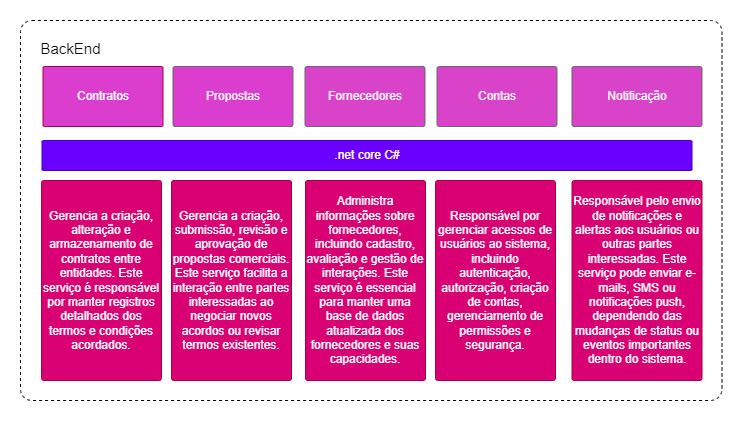 BackEnd
Contratos
Propostas
Fornecedores
Contas
Notificação
.net core C#
Gerencia a criação,
alteração e
armazenamento de
contratos entre
entidades. Este
serviço é responsável
por manter registros
detalhados dos
termos e condições
acordados.
Gerencia a criação,
submissão, revisão e
aprovação de
propostas comerciais.
Este serviço facilita a
interação entre partes
interessadas ao
negociar novos
acordos ou revisar
termos existentes.
Administra
informações sobre
fornecedores,
incluindo cadastro,
avaliação e gestão de
interações. Este
serviço é essencial
para manter uma
base de dados
atualizada dos
fornecedores e suas
capacidades.
Responsável por
gerenciar acessos de
usuários ao sistema,
incluindo
autenticação,
autorização, criação
de contas,
gerenciamento de
permissões e
segurança.
Responsável pelo envio
de notificações e
alertas aos usuários ou
outras partes
interessadas. Este
serviço pode enviar e-
mails, SMS ou
notificações push,
dependendo das
mudanças de status ou
eventos importantes
dentro do sistema.